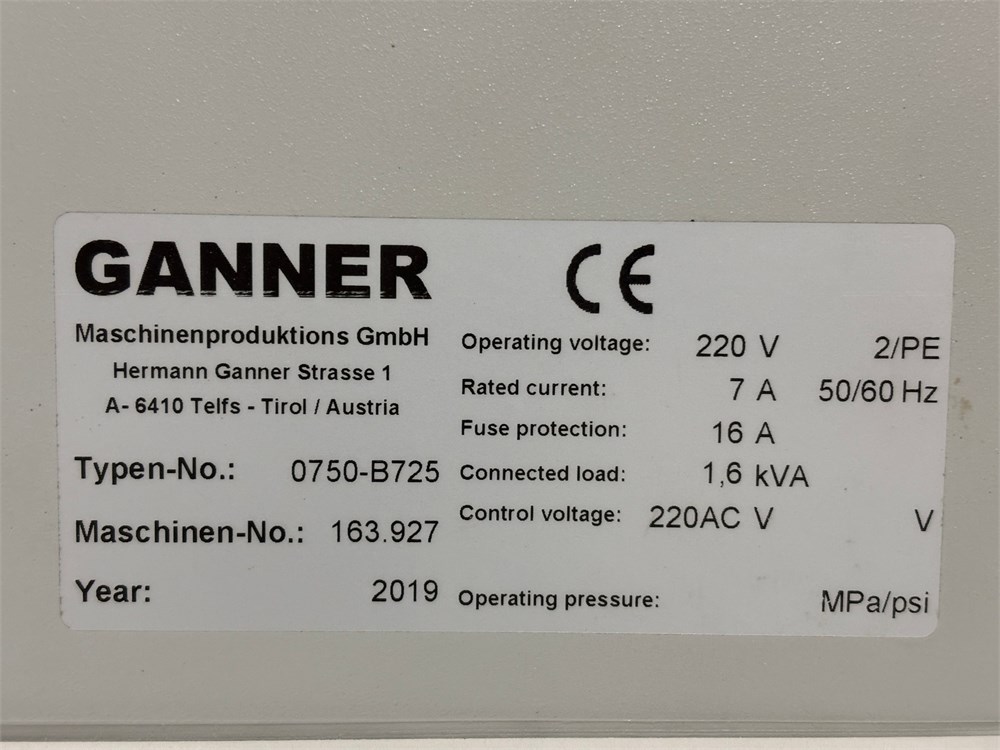 GANNER
CE
Maschinenproduktions GmbH
Hermann Ganner Strasse 1
A- 6410 Telfs - Tirol / Austria
Typen-No.: 0750-B725
Maschinen-No.: 163.927
Year: 2019
Operating voltage: 220 V 2/PE
Rated current: 7 A 50/60 Hz
Fuse protection: 16 A
Connected load: 1,6 kVA
Control voltage: 220AC V V
Operating pressure: MPa/psi